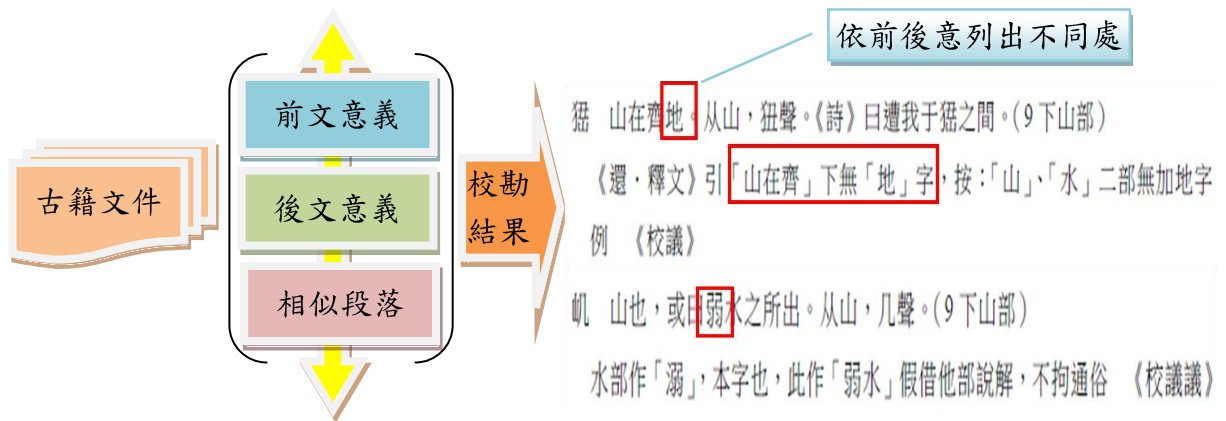 古籍文件
前文意義
後文意義
相似段落
校勘
結果
依前後意列出不同處
猺　山在齊地。从山，狃聲。《詩》曰遭我于猺之間。(9下山部)
《還．釋文》引「山在齊」下無「地」字，按：「山」、「水」二部無加地字
例　《校議》
屼　山也，或曰弱水之所出。从山，几聲。(9下山部)
水部作「溺」，本字也，此作「弱水」假借他部說解，不拘通俗　《校議議》